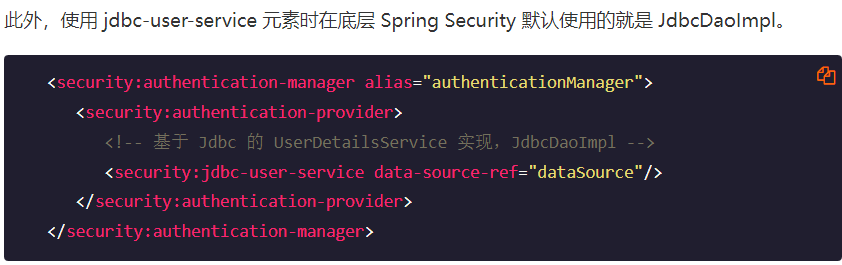 此外，使用 jdbc-user-service 元素时在底层 Spring Security 默认使用的就是 JdbcDaoImpl。
<security:authentication-manager alias="authenticationManager">
<security:authentication-provider>
<!-- 基于 Jdbc 的 UserDetailsService 实现，JdbcDaoImpl -->
<security:jdbc-user-service data-source-ref="dataSource"/>
</security:authentication-provider>
</security:authentication-manager>